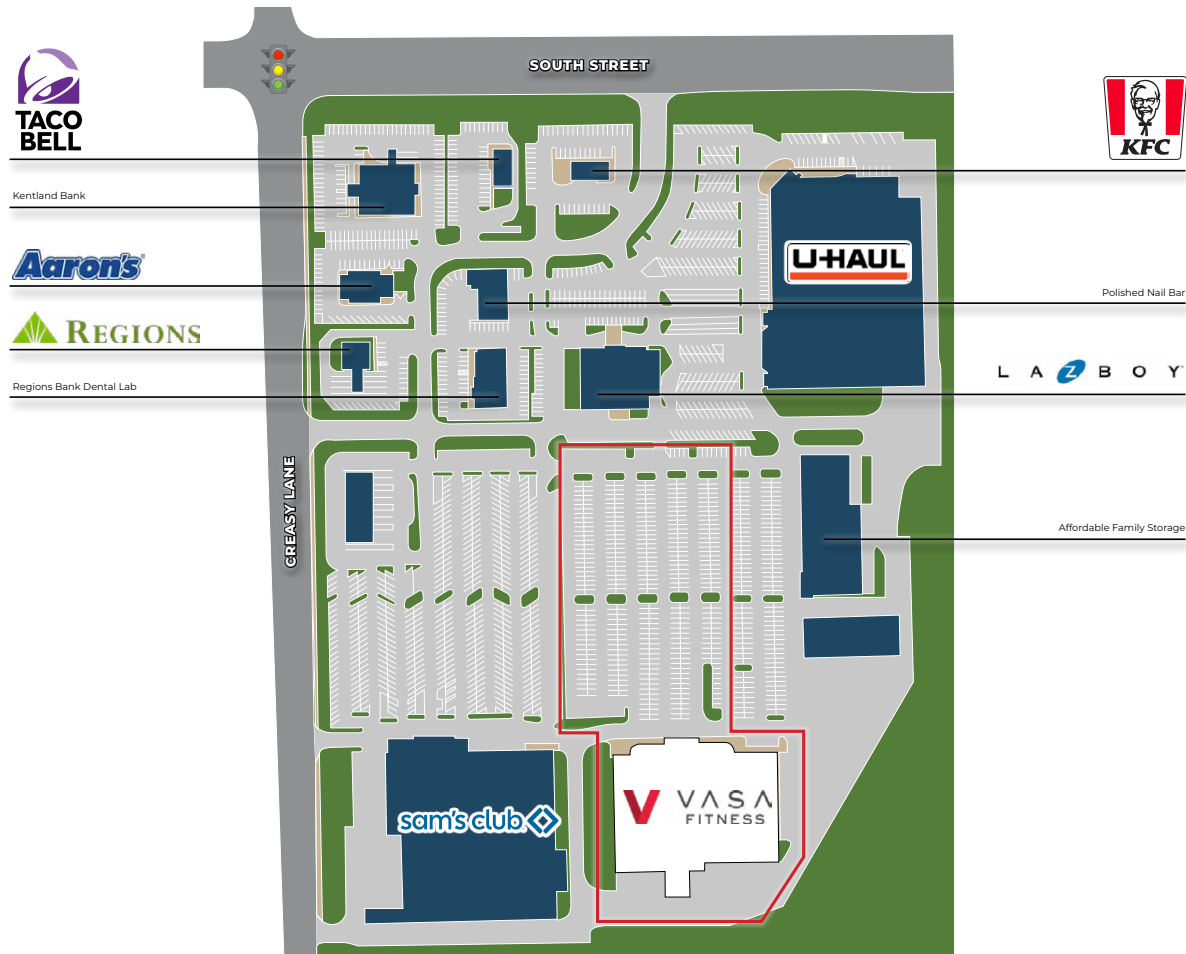 SOUTH STREET
TACO
BELL
KFC
Kentland Bank
U-HAUL
Aaron's
Polished Nail Bar
REGIONS
LAZBOY
Regions Bank Dental Lab
CREASY LANE
Affordable Family Storage
sam's club
V VASA
FITNESS